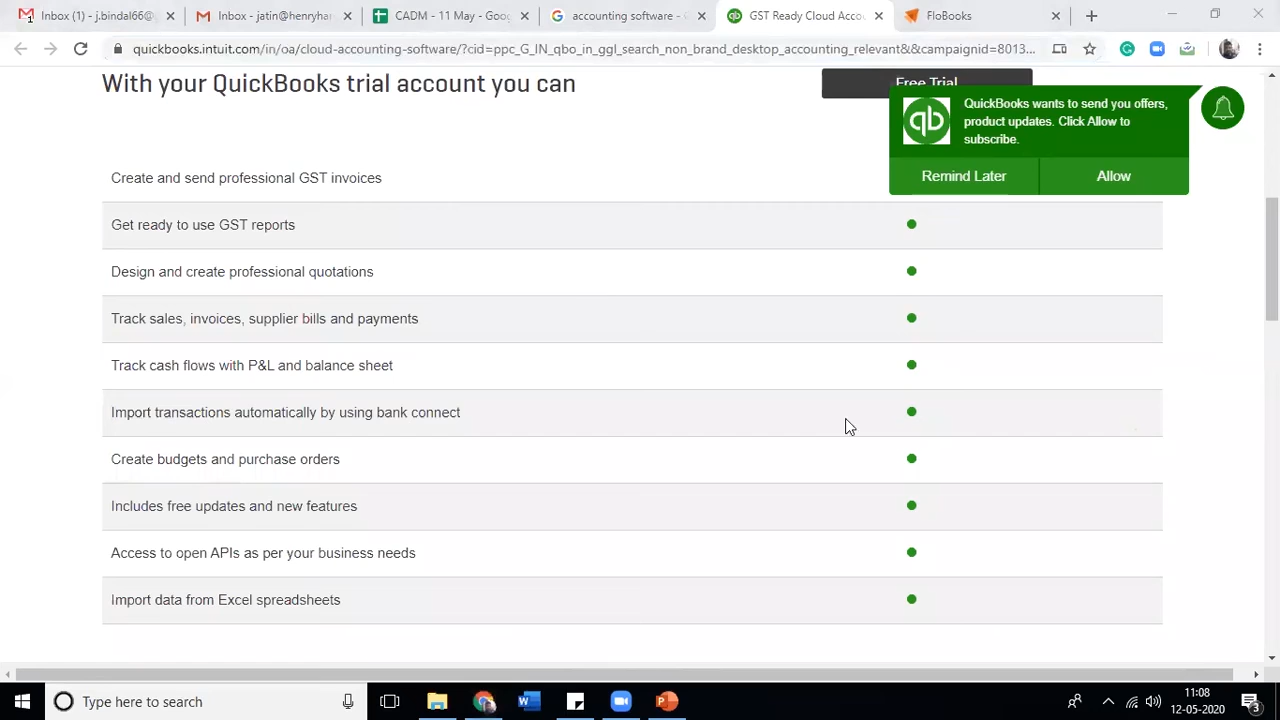 Inbox (1) - j.bindal66@
Inbox - jatin@henryhar
CADM - 11 May - Goog
accounting software - G
GST Ready Cloud Acco
FloBooks
quickbooks.intuit.com/in/oa/cloud-accounting-software/?cid=ppc_G_IN_qbo_in_ggl_search_non_brand_desktop_accounting_relevant&&campaignid=8013...
With your QuickBooks trial account you can
Free Trial
QuickBooks wants to send you offers,
product updates. Click Allow to
subscribe.
qb
Remind Later
Allow
Create and send professional GST invoices
Get ready to use GST reports
Design and create professional quotations
Track sales, invoices, supplier bills and payments
Track cash flows with P&L and balance sheet
Import transactions automatically by using bank connect
Create budgets and purchase orders
Includes free updates and new features
Access to open APIs as per your business needs
Import data from Excel spreadsheets
Type here to search
11:08
12-05-2020
3